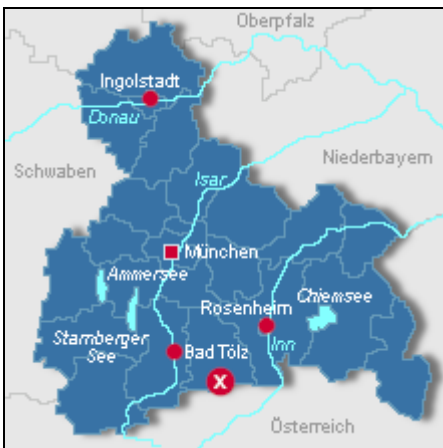 Oberpfalz
Ingolstadt
Donau
Schwaben
Niederbayern
Isar
München
Ammersee
Chiemsee
Rosenheim
Starnberger
See
Bad Tölz
Inn
X
Österreich